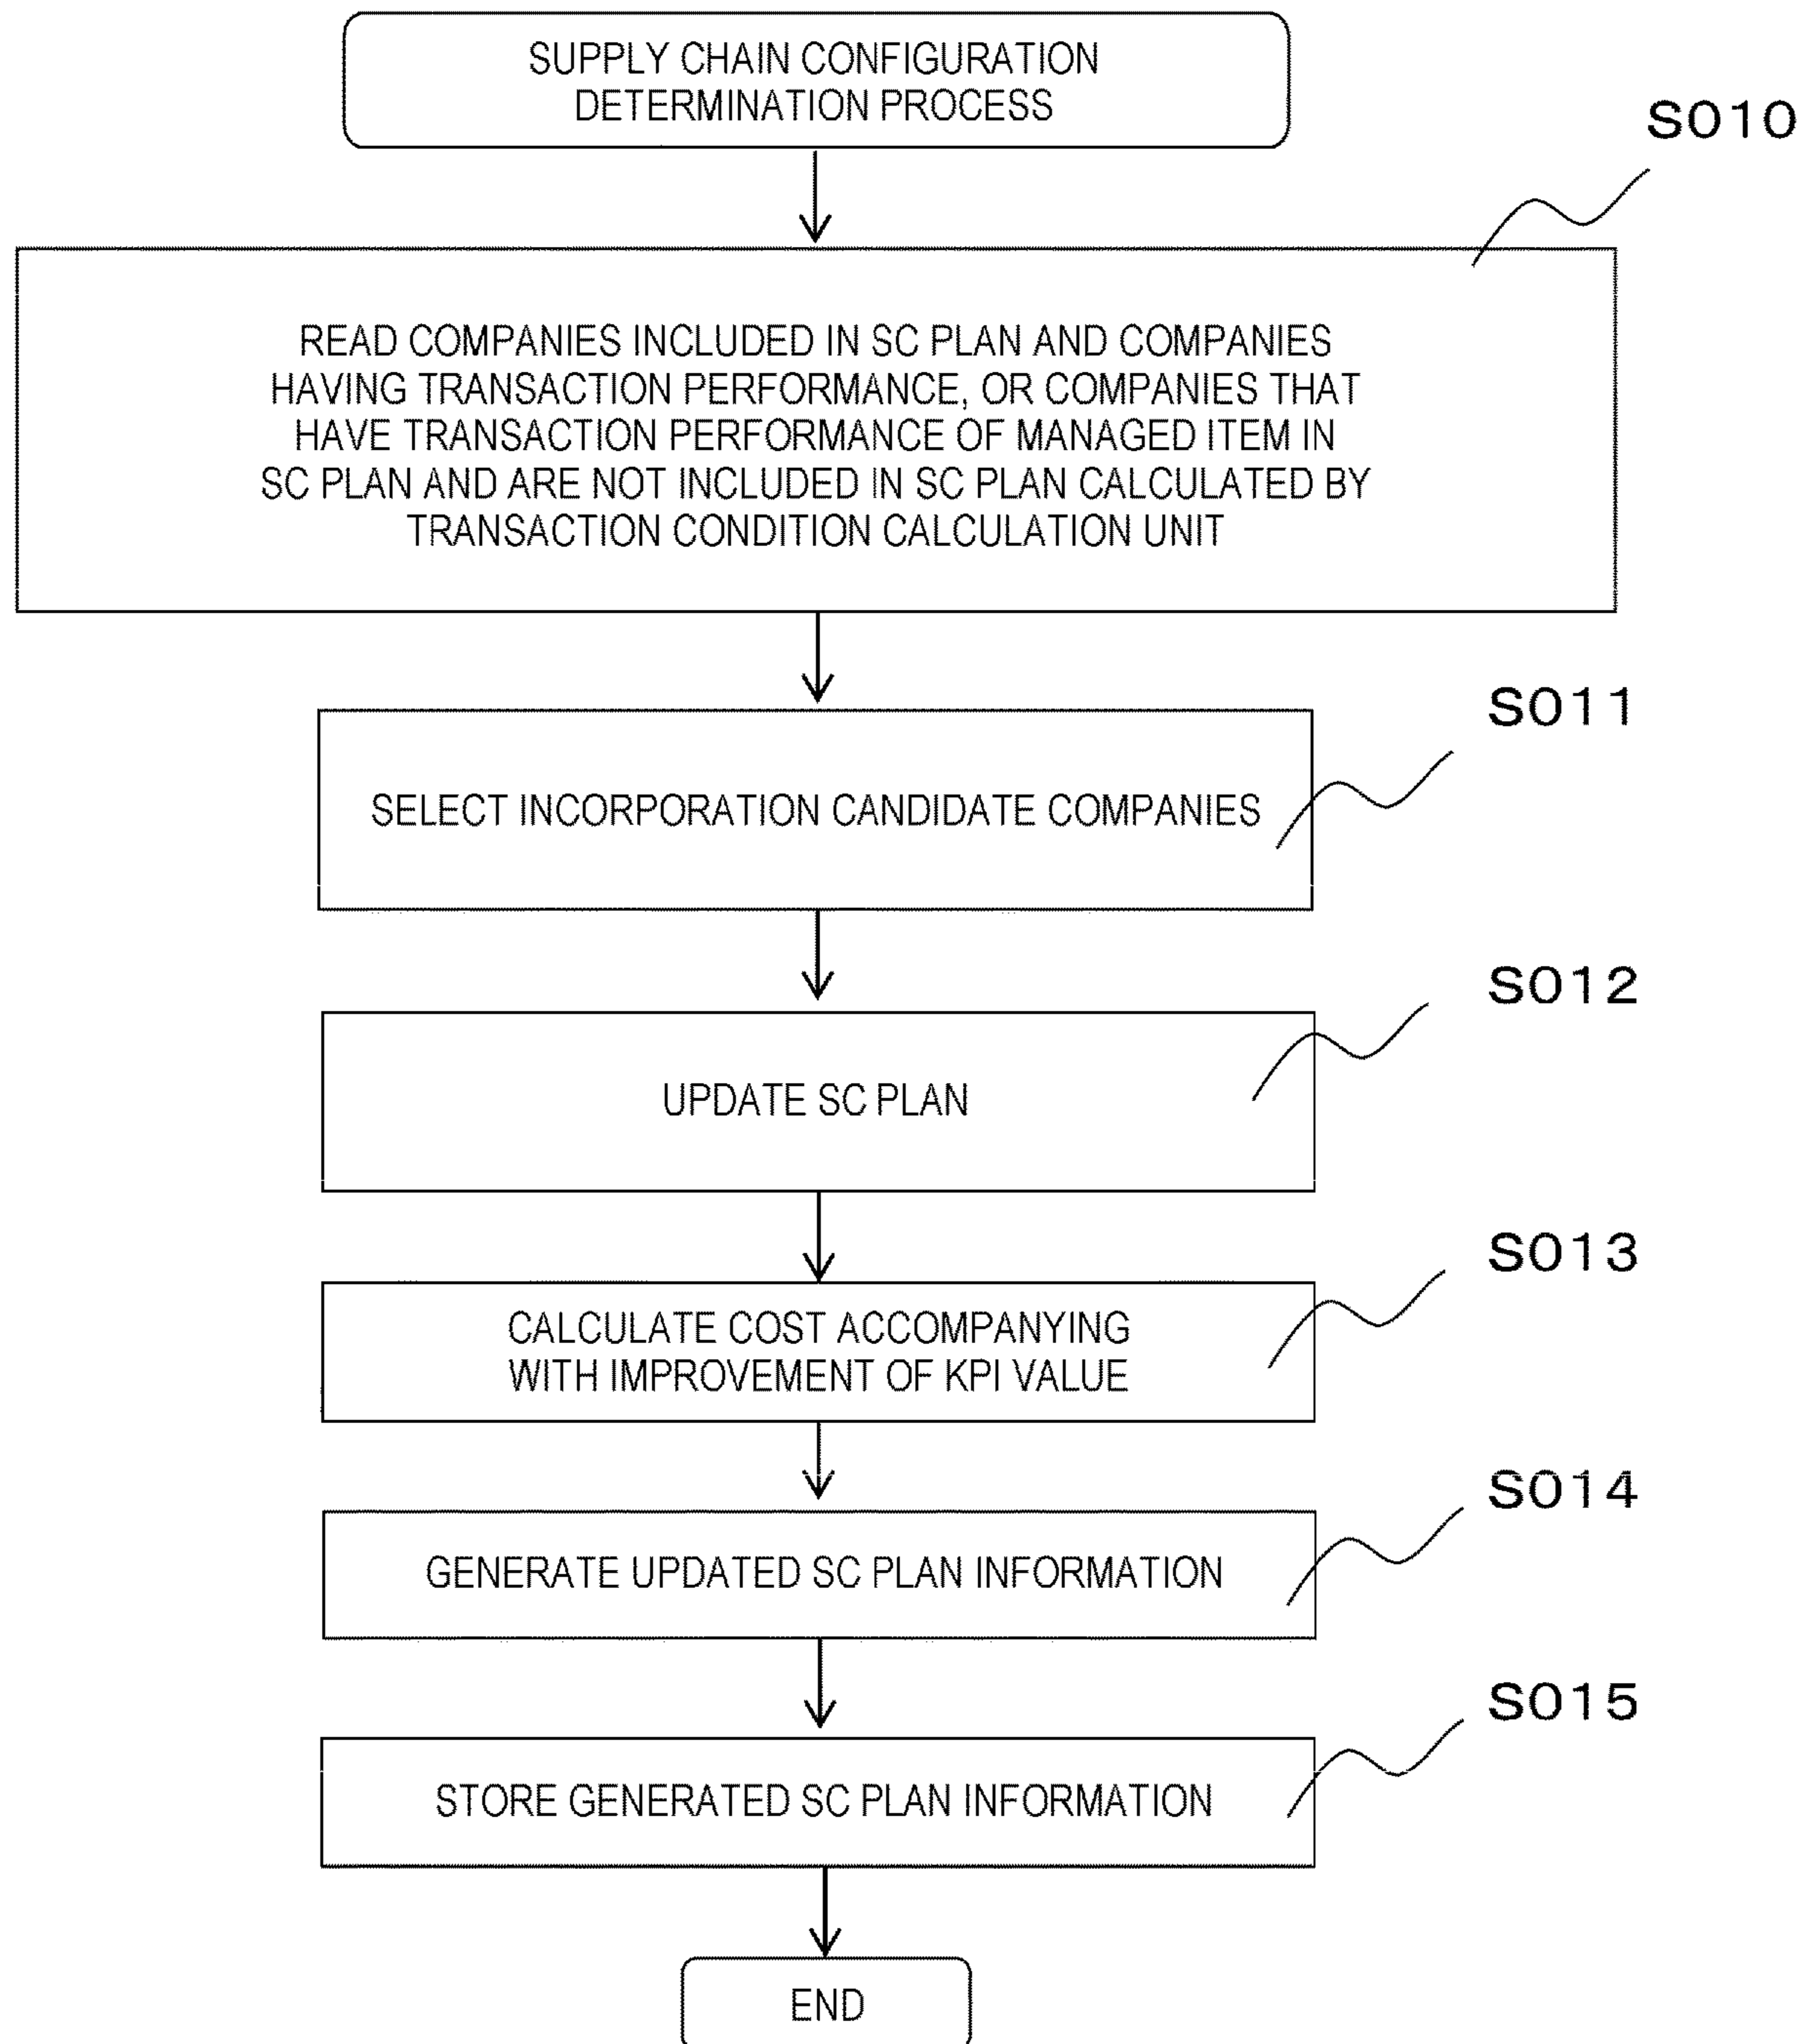 SUPPLY CHAIN CONFIGURATION
DETERMINATION PROCESS
S010
READ COMPANIES INCLUDED IN SC PLAN AND COMPANIES
HAVING TRANSACTION PERFORMANCE, OR COMPANIES THAT
HAVE TRANSACTION PERFORMANCE OF MANAGED ITEM IN
SC PLAN AND ARE NOT INCLUDED IN SC PLAN CALCULATED BY
TRANSACTION CONDITION CALCULATION UNIT
S011
SELECT INCORPORATION CANDIDATE COMPANIES
S012
UPDATE SC PLAN
S013
CALCULATE COST ACCOMPANYING
WITH IMPROVEMENT OF KPI VALUE
S014
GENERATE UPDATED SC PLAN INFORMATION
S015
STORE GENERATED SC PLAN INFORMATION
END